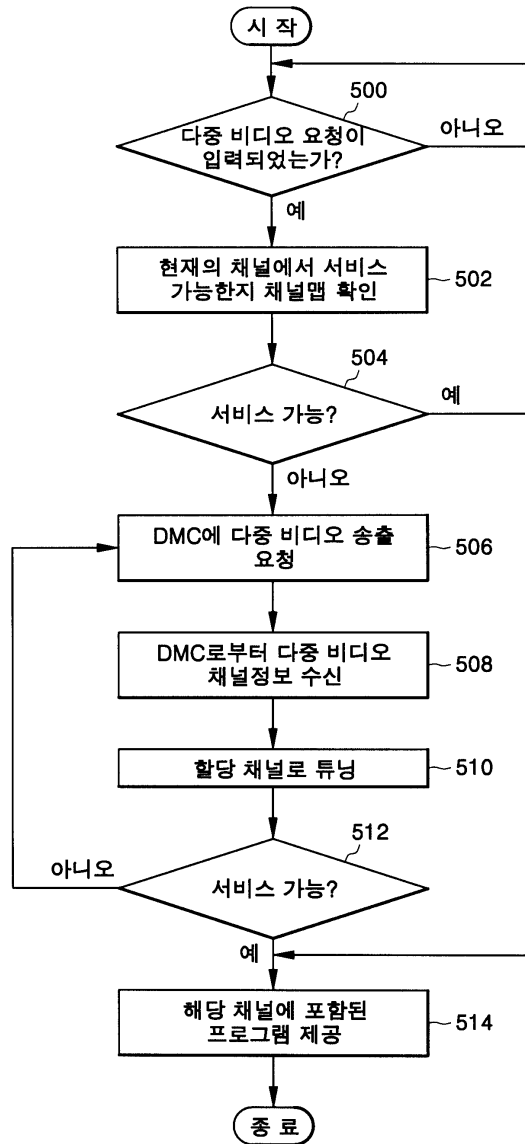 시 작
500
다중 비디오 요청이
입력되었는가?
아니오
예
현재의 채널에서 서비스
가능한지 채널맵 확인
502
504
서비스 가능?
예
아니오
DMC에 다중 비디오 송출
요청
506
DMC로부터 다중 비디오
채널정보 수신
508
할당 채널로 튜닝
510
512
아니오
서비스 가능?
예
해당 채널에 포함된
프로그램 제공
514
종 료